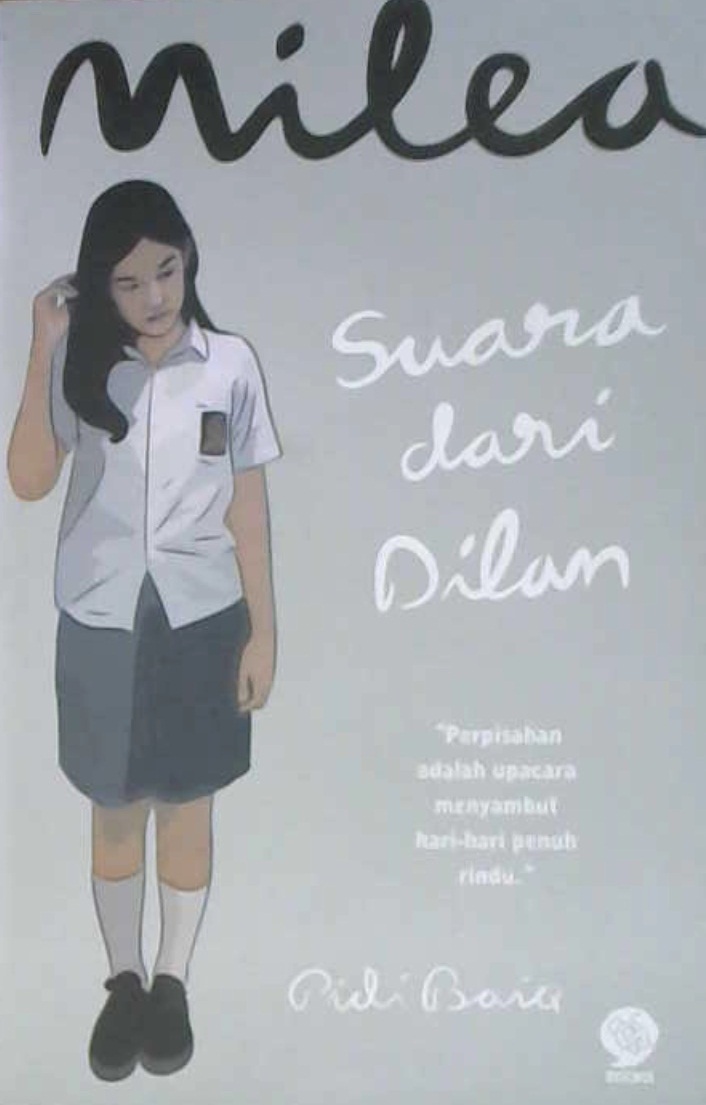 milea
Suara
dari
Dilan
"Perpisahan
adalah upacara
menyambut
hari-hari penuh
rindu."
Pidi Baiq